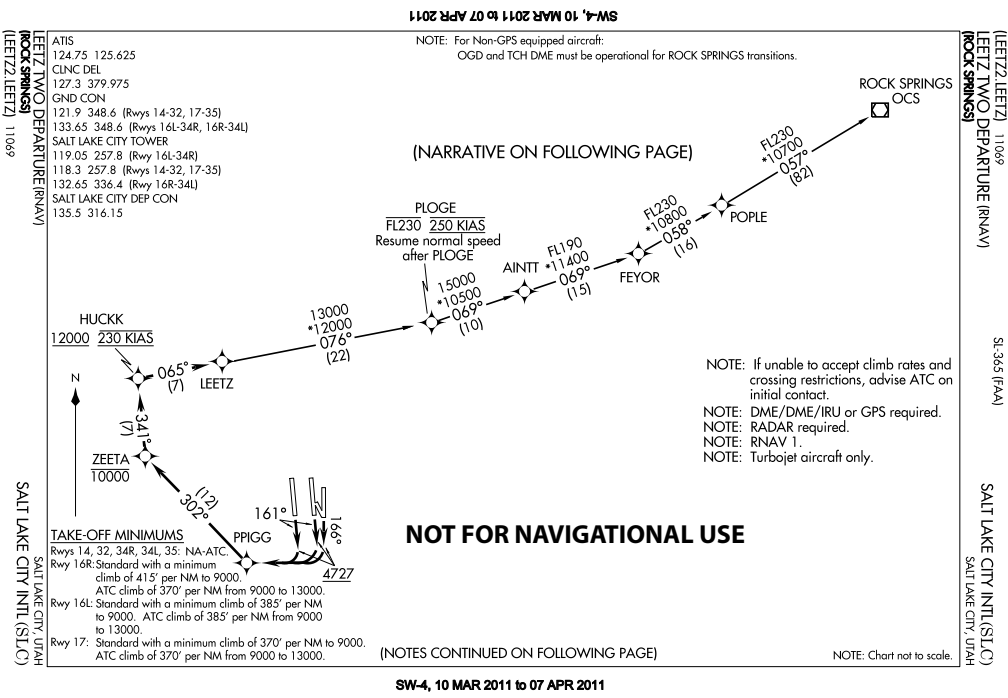 SW-4, 10 MAR 2011 to 07 APR 2011
(LEETZ2.LEETZ) 11069
LEETZ TWO DEPARTURE (RNAV)
(ROCK SPRINGS)
SALT LAKE CITY INTL (SLC)
SALT LAKE CITY, UTAH
ATIS
124.75 125.625
CLNC DEL
127.3 379.975
GND CON
121.9 348.6 (Rwys 14-32, 17-35)
133.65 348.6 (Rwys 16L-34R, 16R-34L)
SALT LAKE CITY TOWER
119.05 257.8 (Rwy 16L-34R)
118.3 257.8 (Rwys 14-32, 17-35)
132.65 336.4 (Rwy 16R-34L)
SALT LAKE CITY DEP CON
135.5 316.15
NOTE: For Non-GPS equipped aircraft:
OGD and TCH DME must be operational for ROCK SPRINGS transitions.
(NARRATIVE ON FOLLOWING PAGE)
ROCK SPRINGS
OCS
FL230
*10700
057°
(82)
POPLE
FL230
*10800
058°
(16)
FEYOR
FL190
*11400
069°
(15)
AINTT
PLOGE
FL230 250 KIAS
Resume normal speed
after PLOGE
15000
*10500
069°
(10)
13000
*12000
076°
(22)
HUCKK
12000 230 KIAS
065°
(7)
LEETZ
N
341°
(7)
ZEETA
10000
(12)
302°
PPIGG
161°
166°
4727
NOTE: If unable to accept climb rates and
crossing restrictions, advise ATC on
initial contact.
NOTE: DME/DME/IRU or GPS required.
NOTE: RADAR required.
NOTE: RNAV 1.
NOTE: Turbojet aircraft only.
NOT FOR NAVIGATIONAL USE
TAKE-OFF MINIMUMS
Rwys 14, 32, 34R, 34L, 35: NA-ATC.
Rwy 16R: Standard with a minimum
climb of 415' per NM to 9000.
ATC climb of 370' per NM from 9000 to 13000.
Rwy 16L: Standard with a minimum climb of 385' per NM
to 9000. ATC climb of 385' per NM from 9000
to 13000.
Rwy 17: Standard with a minimum climb of 370' per NM to 9000.
ATC climb of 370' per NM from 9000 to 13000.
(NOTES CONTINUED ON FOLLOWING PAGE)
NOTE: Chart not to scale.
(LEETZ2.LEETZ) 11069
LEETZ TWO DEPARTURE (RNAV)
(ROCK SPRINGS)
SL-365 (FAA)
SALT LAKE CITY INTL (SLC)
SALT LAKE CITY, UTAH
SW-4, 10 MAR 2011 to 07 APR 2011